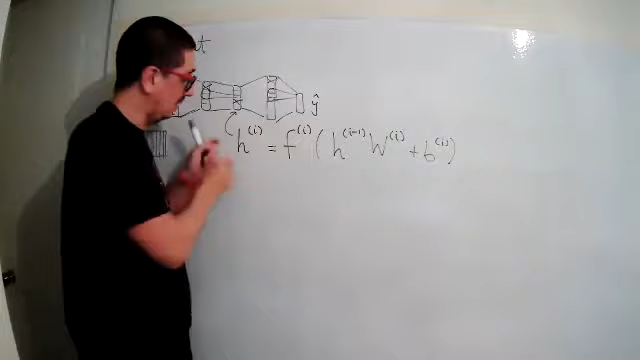 ŷ
h^(i) = f^(i) ( h^(i-1) W^(i) + b^(i) )